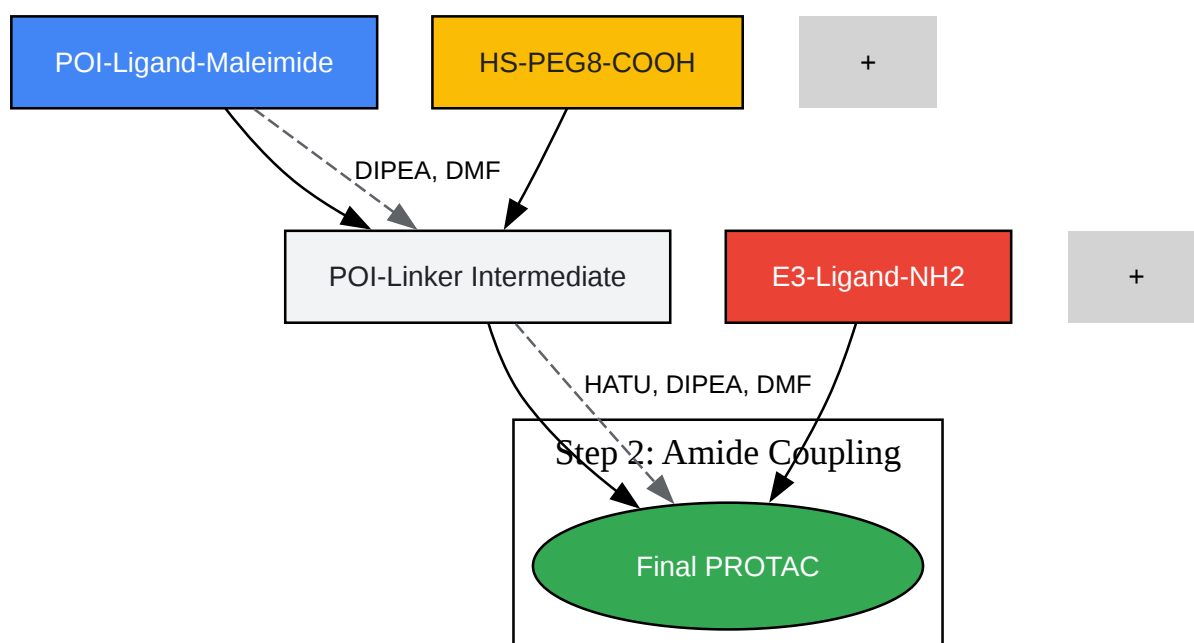 POI-Ligand-Maleimide
HS-PEG8-COOH
+
DIPEA, DMF
POI-Linker Intermediate
E3-Ligand-NH2
+
HATU, DIPEA, DMF
Step 2: Amide Coupling
Final PROTAC